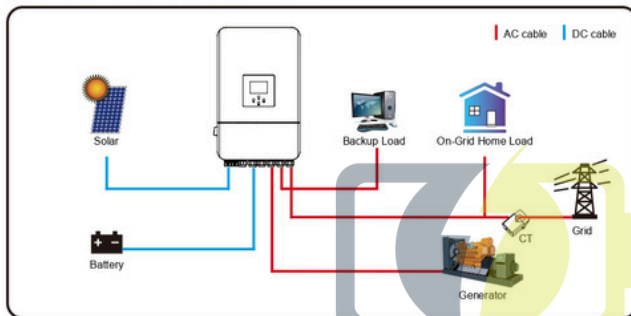 AC cable
DC cable
Solar
Backup Load
On-Grid Home Load
CT
Grid
Battery
Generator